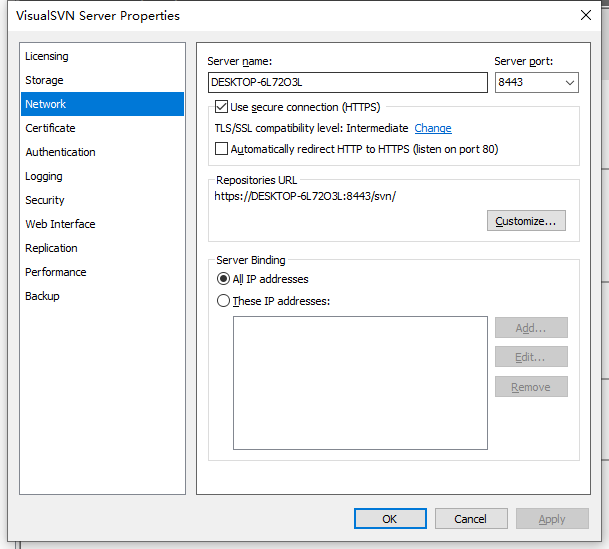 VisualSVN Server Properties
Licensing
Storage
Network
Certificate
Authentication
Logging
Security
Web Interface
Replication
Performance
Backup
Server name:
Server port:
DESKTOP-6L72O3L
8443
Use secure connection (HTTPS)
TLS/SSL compatibility level: Intermediate Change
Automatically redirect HTTP to HTTPS (listen on port 80)
Repositories URL
https://DESKTOP-6L72O3L:8443/svn/
Customize...
Server Binding
All IP addresses
These IP addresses:
Add...
Edit...
Remove
OK
Cancel
Apply